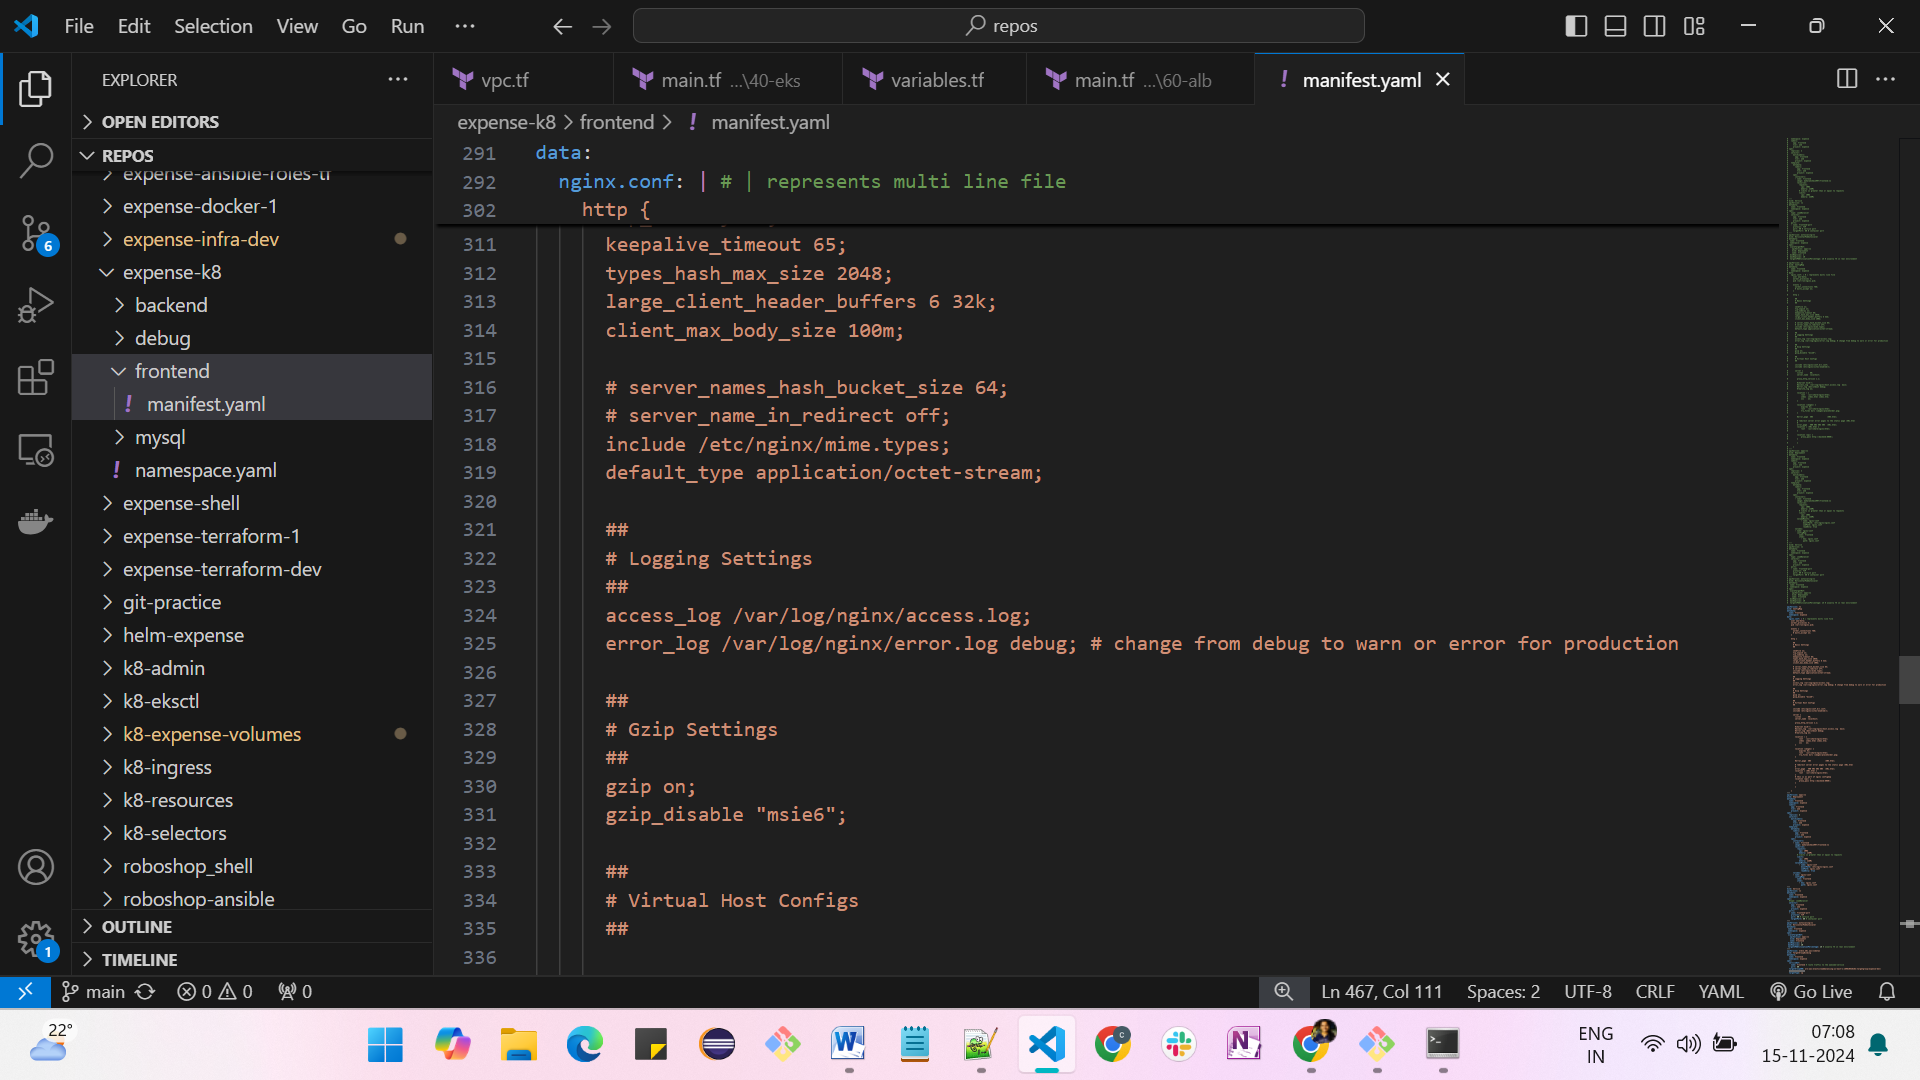 File Edit Selection View Go Run ···
repos
EXPLORER ···
OPEN EDITORS
REPOS
expense-ansible-roles-tf
expense-docker-1
expense-infra-dev
expense-k8
backend
debug
frontend
! manifest.yaml
mysql
! namespace.yaml
expense-shell
expense-terraform-1
expense-terraform-dev
git-practice
helm-expense
k8-admin
k8-eksctl
k8-expense-volumes
k8-ingress
k8-resources
k8-selectors
roboshop_shell
roboshop-ansible
OUTLINE
TIMELINE
6
1
vpc.tf main.tf ...\40-eks variables.tf main.tf ...\60-alb ! manifest.yaml
expense-k8 > frontend > ! manifest.yaml
291 data:
292 nginx.conf: | # | represents multi line file
302 http {
311 keepalive_timeout 65;
312 types_hash_max_size 2048;
313 large_client_header_buffers 6 32k;
314 client_max_body_size 100m;
315
316 # server_names_hash_bucket_size 64;
317 # server_name_in_redirect off;
318 include /etc/nginx/mime.types;
319 default_type application/octet-stream;
320
321 ##
322 # Logging Settings
323 ##
324 access_log /var/log/nginx/access.log;
325 error_log /var/log/nginx/error.log debug; # change from debug to warn or error for production
326
327 ##
328 # Gzip Settings
329 ##
330 gzip on;
331 gzip_disable "msie6";
332
333 ##
334 # Virtual Host Configs
335 ##
336
main 0 0 0 Ln 467, Col 111 Spaces: 2 UTF-8 CRLF YAML Go Live
22°
ENG
IN
07:08
15-11-2024